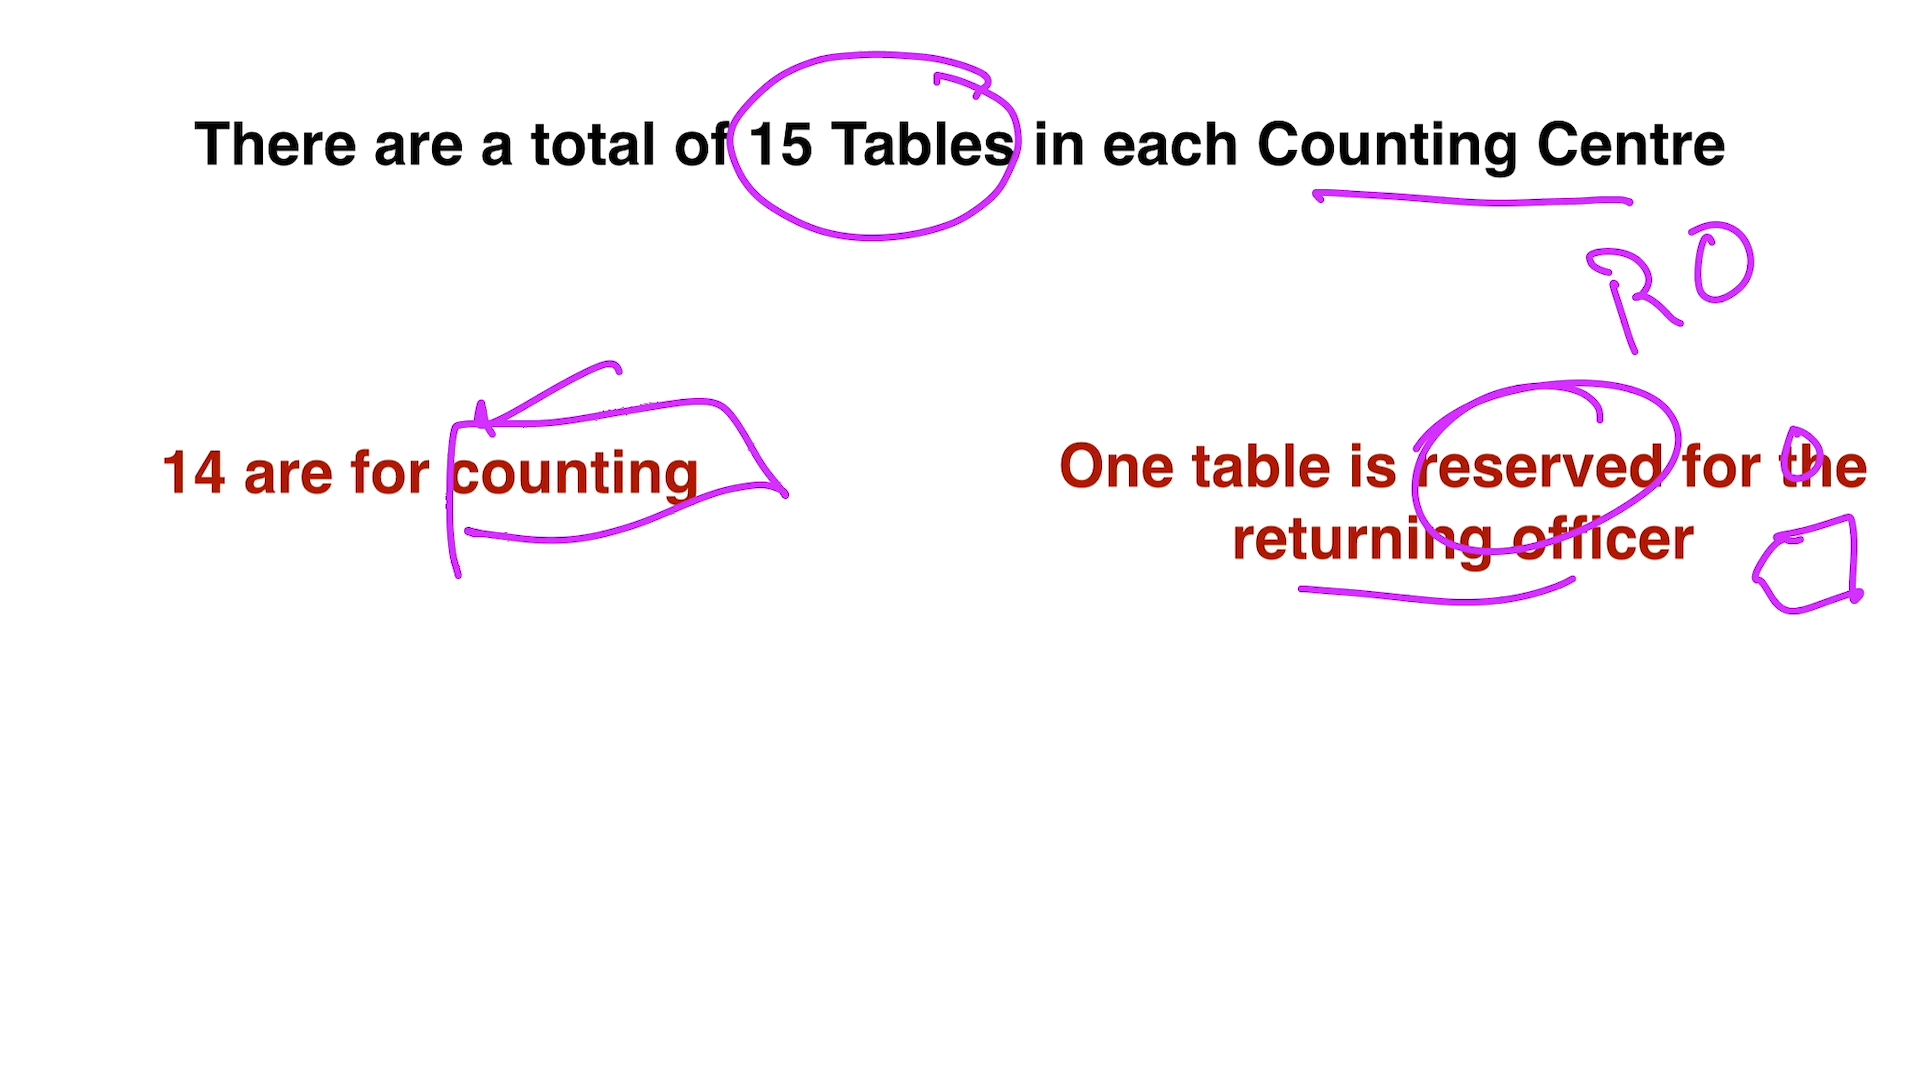 There are a total of 15 Tables in each Counting Centre
RO
14 are for counting
One table is reserved for the
returning officer